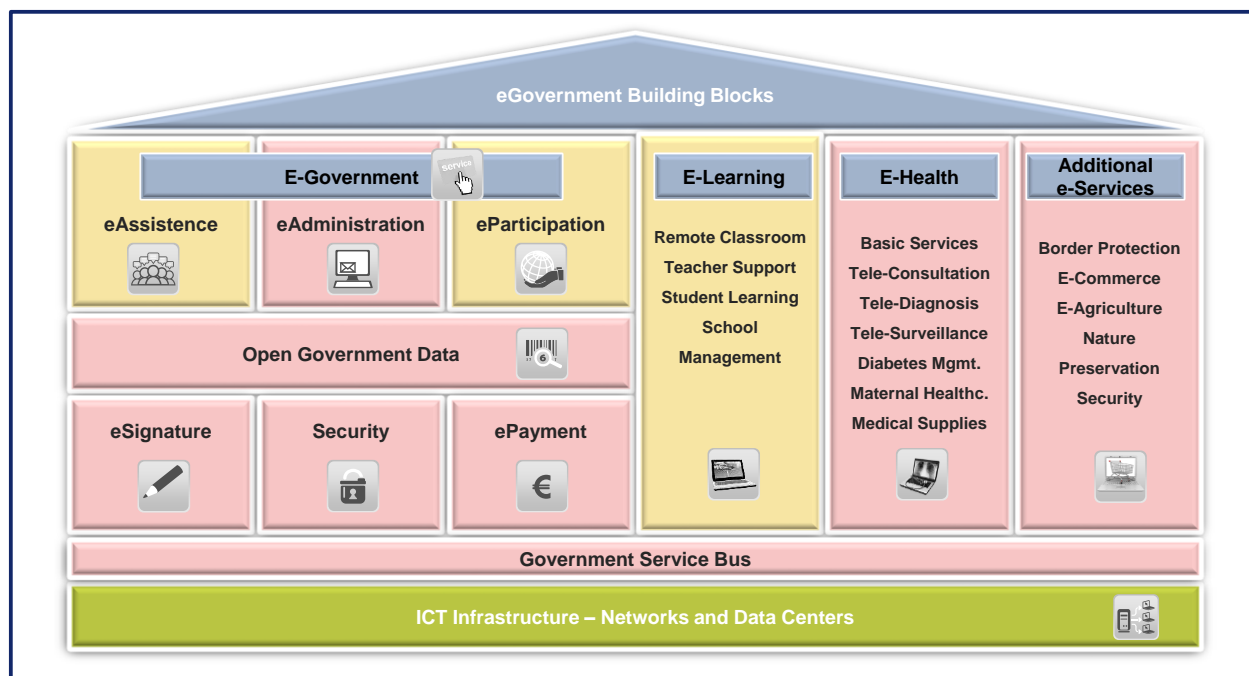 eGovernment Building Blocks
E-Government
service
eAssistence
eAdministration
eParticipation
Open Government Data
6
eSignature
Security
ePayment
€
E-Learning
Remote Classroom
Teacher Support
Student Learning
School
Management
E-Health
Basic Services
Tele-Consultation
Tele-Diagnosis
Tele-Surveillance
Diabetes Mgmt.
Maternal Healthc.
Medical Supplies
Additional
e-Services
Border Protection
E-Commerce
E-Agriculture
Nature
Preservation
Security
Government Service Bus
ICT Infrastructure – Networks and Data Centers